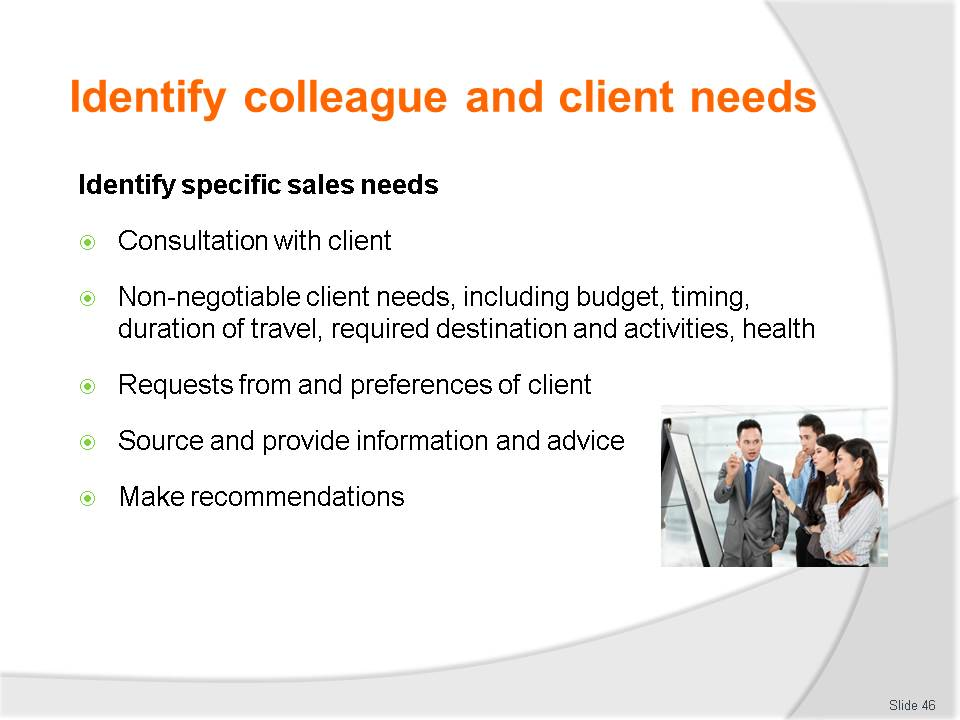 Identify colleague and client needs
Identify specific sales needs
Consultation with client
Non-negotiable client needs, including budget, timing,
duration of travel, required destination and activities, health
Requests from and preferences of client
Source and provide information and advice
Make recommendations
Slide 46